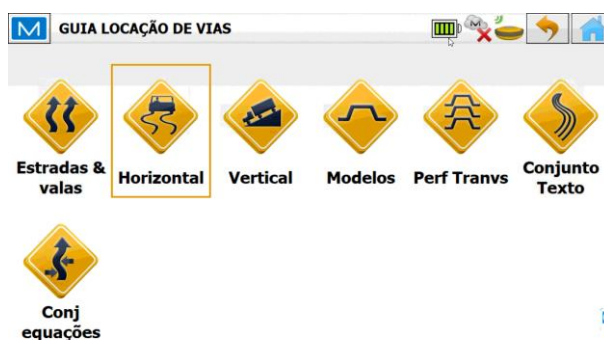 M GUIA LOCAÇÃO DE VIAS
Estradas &
valas
Horizontal
Vertical
Modelos
Perf Tranvs
Conjunto
Texto
Conj
equações